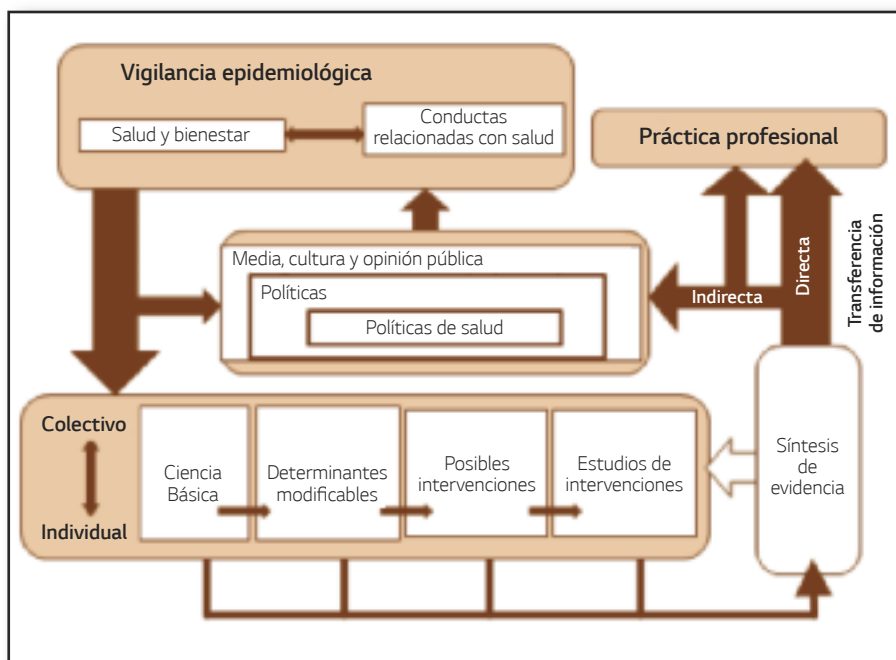 Vigilancia epidemiológica
Salud y bienestar
Conductas
relacionadas con salud
Práctica profesional
Media, cultura y opinión pública
Políticas
Políticas de salud
Indirecta
Directa
Transferencia
de información
Colectivo
Individual
Ciencia
Básica
Determinantes
modificables
Posibles
intervenciones
Estudios de
intervenciones
Síntesis
de
evidencia